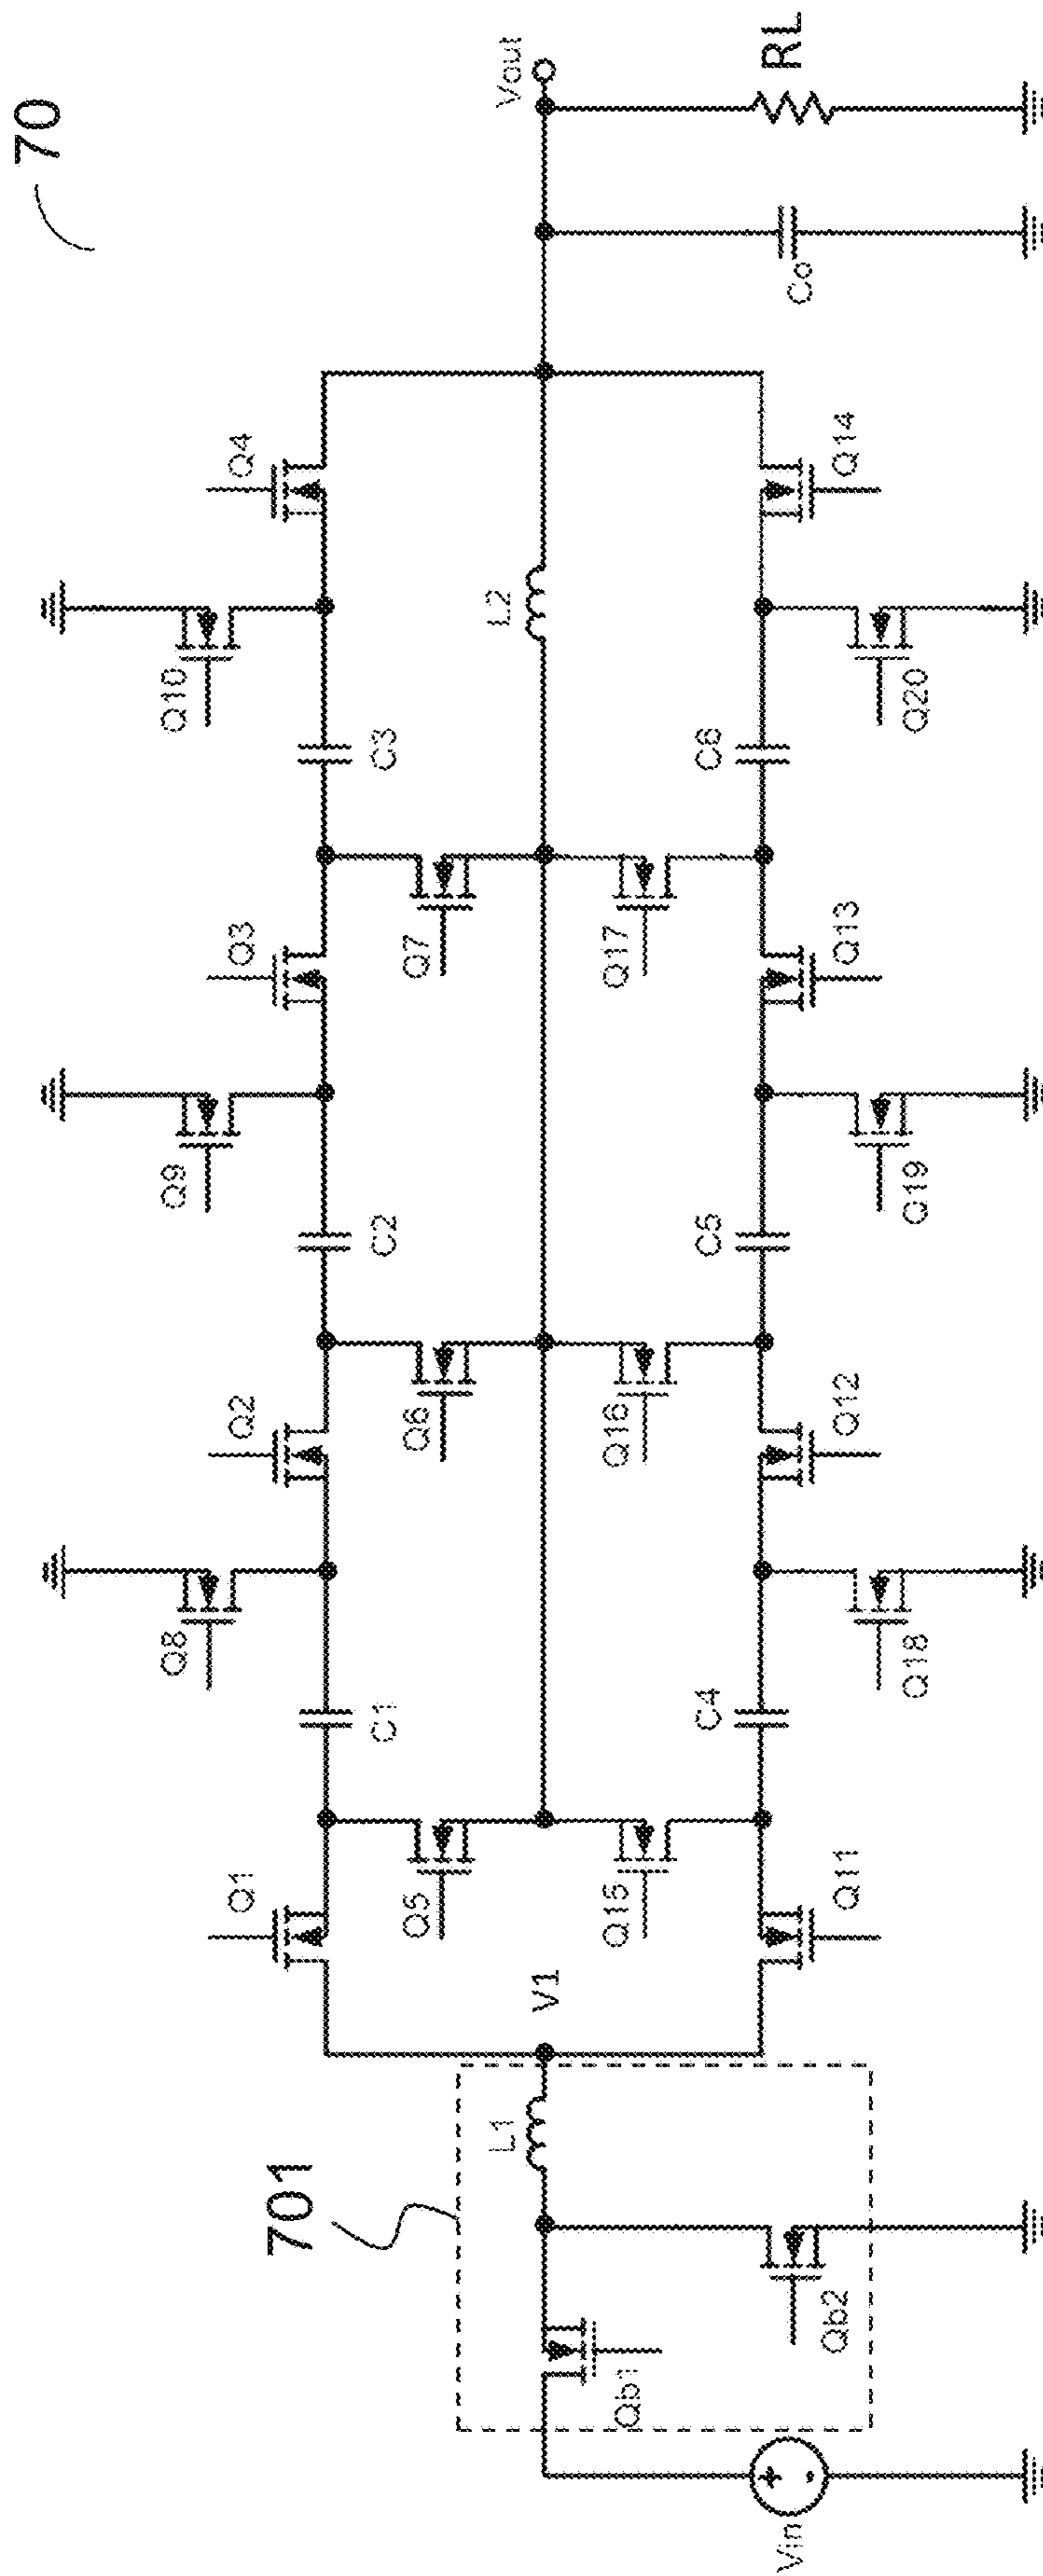 70
Vout
RL
Co
Q10
Q4
Q9
Q3
Q8
Q2
Q1
C3
C2
C1
Q7
Q6
Q5
L2
Q17
Q16
Q15
C6
C5
C4
Q14
Q20
Q13
Q19
Q12
Q18
Q11
V1
701
L1
Qb1
Qb2
Vin
+
-